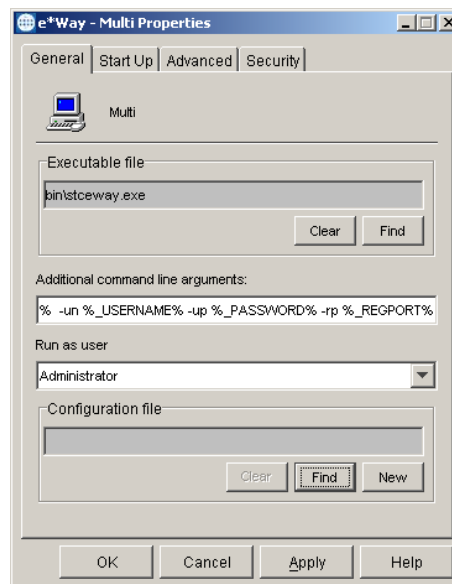 e*Way - Multi Properties
General Start Up Advanced Security
Multi
Executable file
bin\stceway.exe
Clear Find
Additional command line arguments:
% -un %_USERNAME% -up %_PASSWORD% -rp %_REGPORT%
Run as user
Administrator
Configuration file
Clear Find New
OK Cancel Apply Help